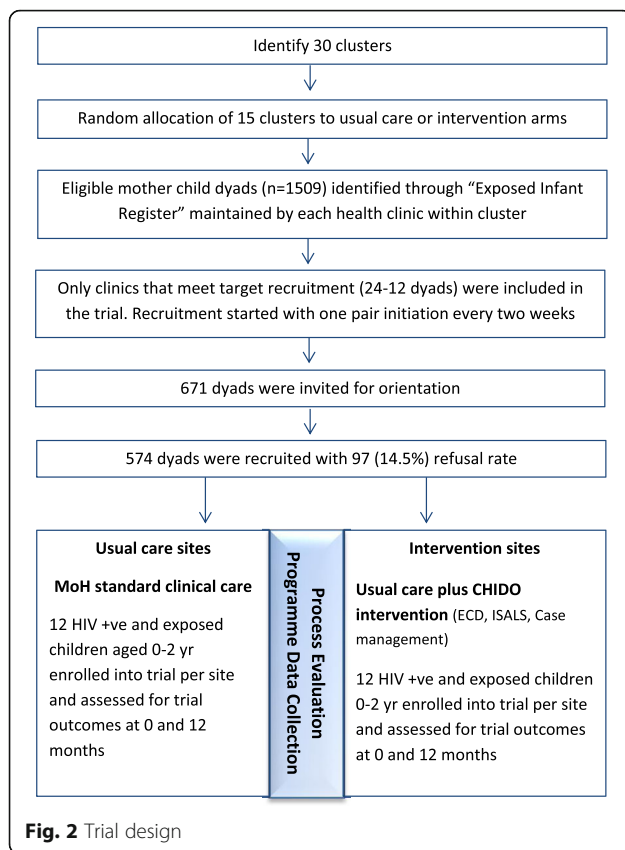 Identify 30 clusters
Random allocation of 15 clusters to usual care or intervention arms
Eligible mother child dyads (n=1509) identified through “Exposed Infant
Register” maintained by each health clinic within cluster
Only clinics that meet target recruitment (24-12 dyads) were included in
the trial. Recruitment started with one pair initiation every two weeks
671 dyads were invited for orientation
574 dyads were recruited with 97 (14.5%) refusal rate
Usual care sites
MoH standard clinical care
12 HIV +ve and exposed
children aged 0-2 yr
enrolled into trial per site
and assessed for trial
outcomes at 0 and 12
months
Process Evaluation
Programme Data Collection
Intervention sites
Usual care plus CHIDO
intervention (ECD, ISALS, Case
management)
12 HIV +ve and exposed children
0-2 yr enrolled into trial per site
and assessed for trial outcomes
at 0 and 12 months
Fig. 2 Trial design